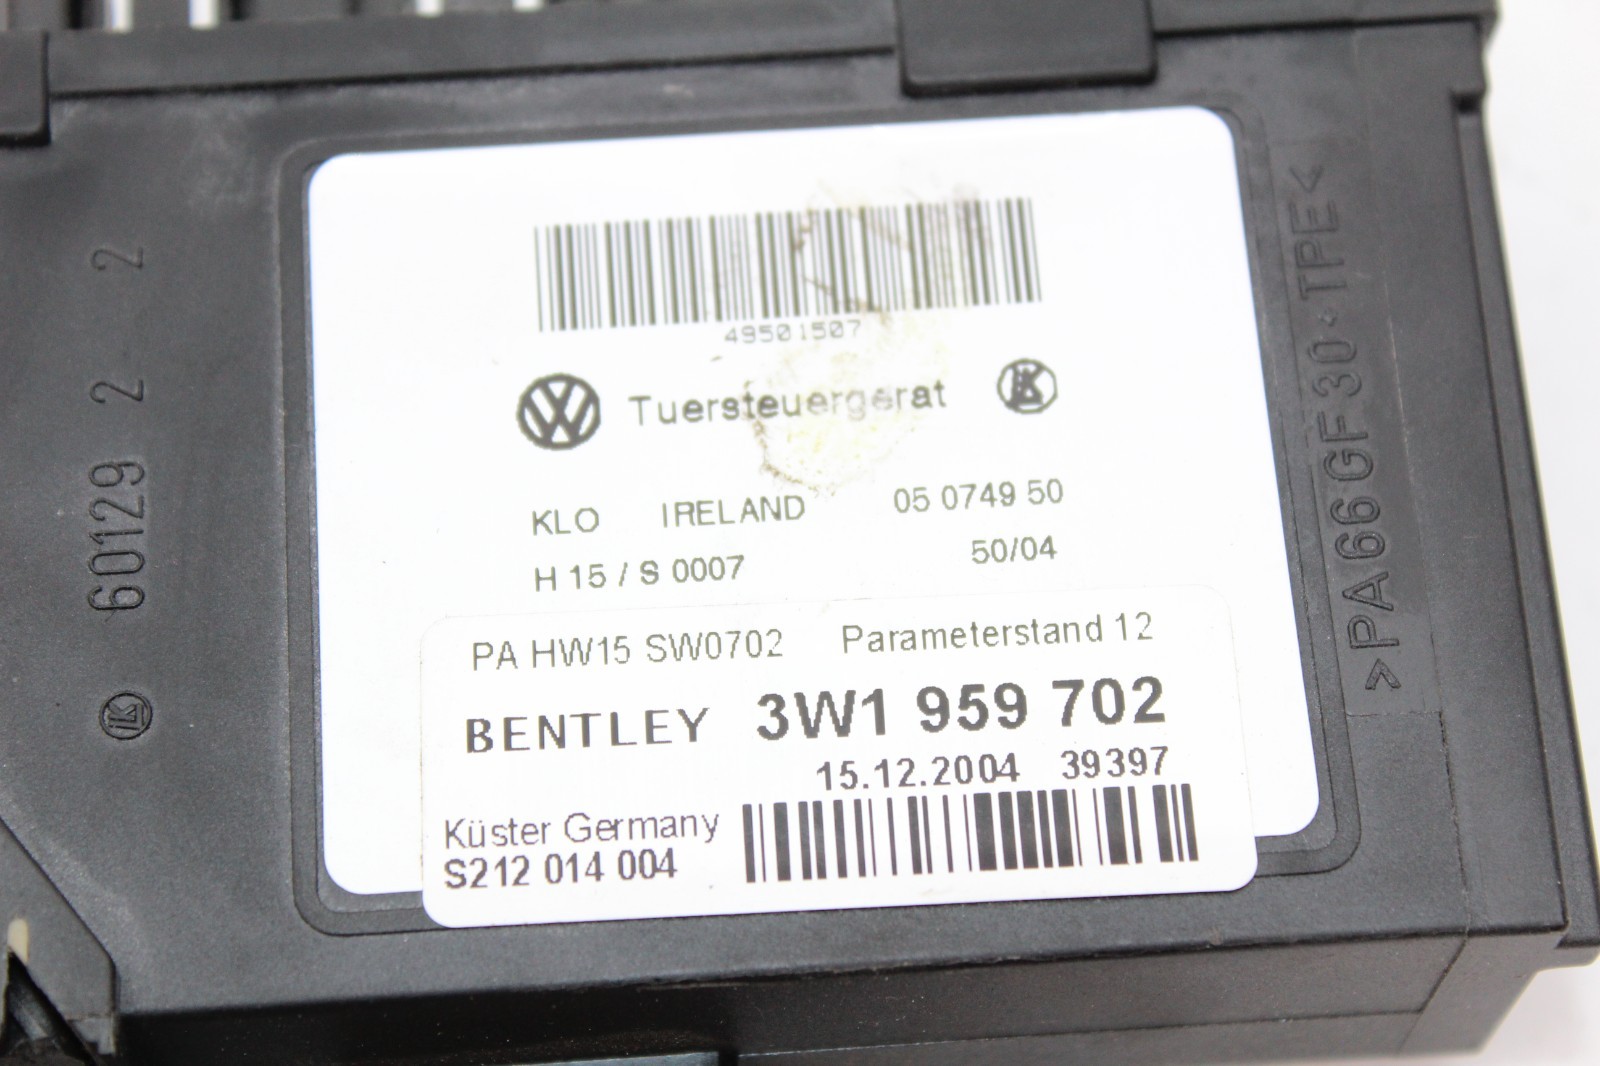 49501507
Tuersteuergerat
KLO IRELAND 05 0749 50
H 15 / S 0007 50/04
PA HW15 SW0702 Parameterstand 12
BENTLEY 3W1 959 702
15.12.2004 39397
Küster Germany
S212 014 004
60129 2 2
>PA66GF30+TPE<